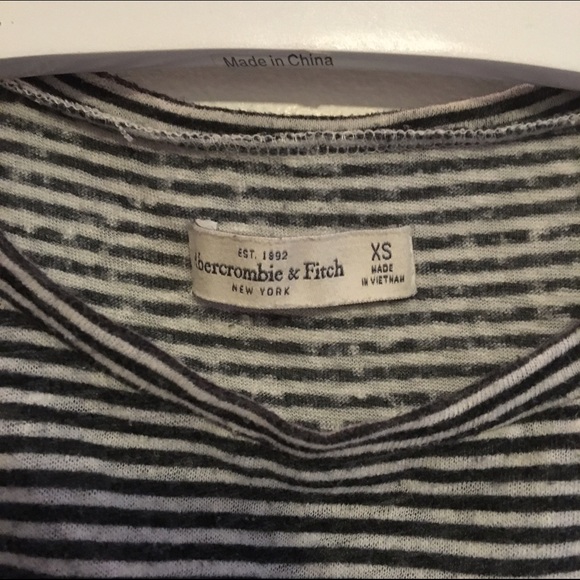 Made in China
EST. 1892
Abercrombie & Fitch
NEW YORK
XS
MADE
IN VIETNAM